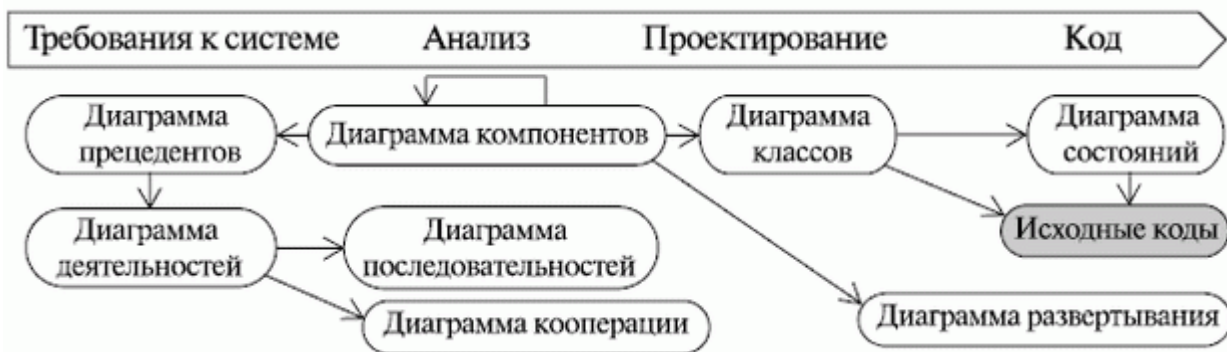 Требования к системе Анализ Проектирование Код
Диаграмма
прецедентов
Диаграмма компонентов
Диаграмма
классов
Диаграмма
состояний
Диаграмма
деятельностей
Диаграмма
последовательностей
Исходные коды
Диаграмма кооперации
Диаграмма развертывания